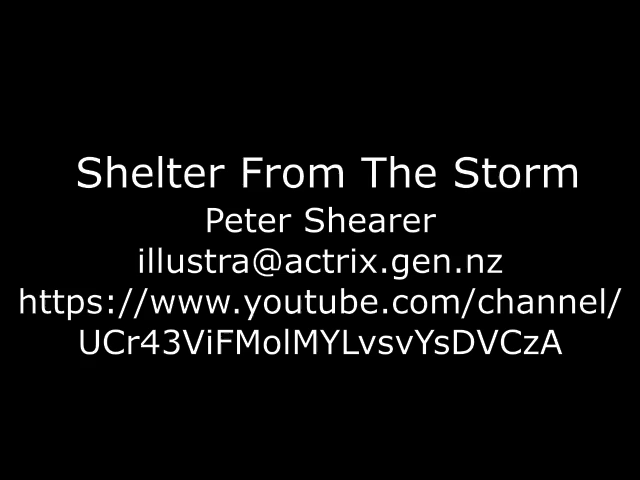 Shelter From The Storm
Peter Shearer
illustra@actrix.gen.nz
https://www.youtube.com/channel/
UCr43ViFMolMYLvsvYsDVCzA